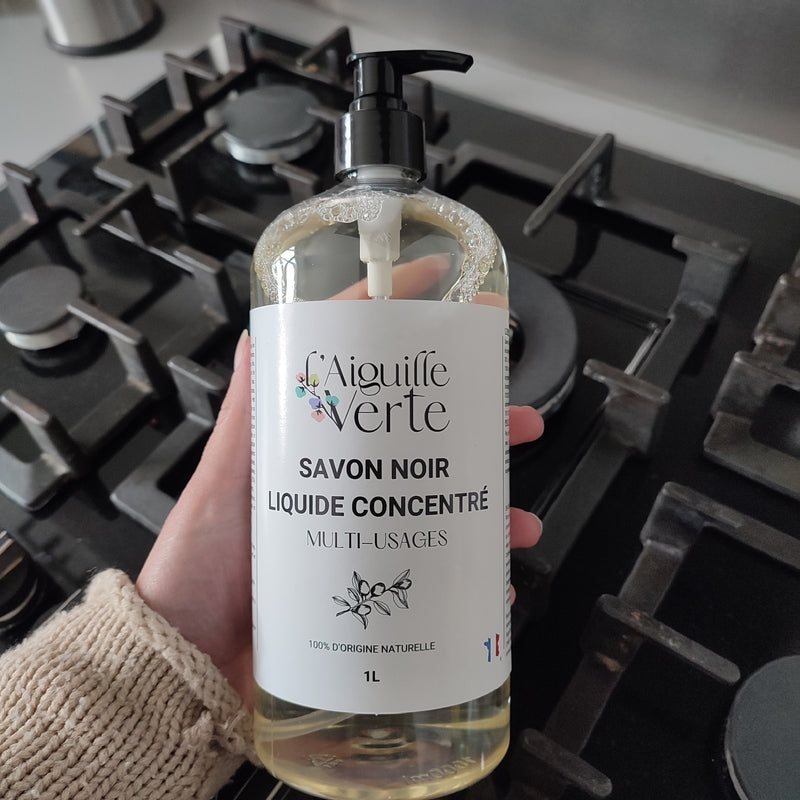 l'Aiguille
Verte
SAVON NOIR
LIQUIDE CONCENTRÉ
MULTI-USAGES
100% D'ORIGINE NATURELLE
1L